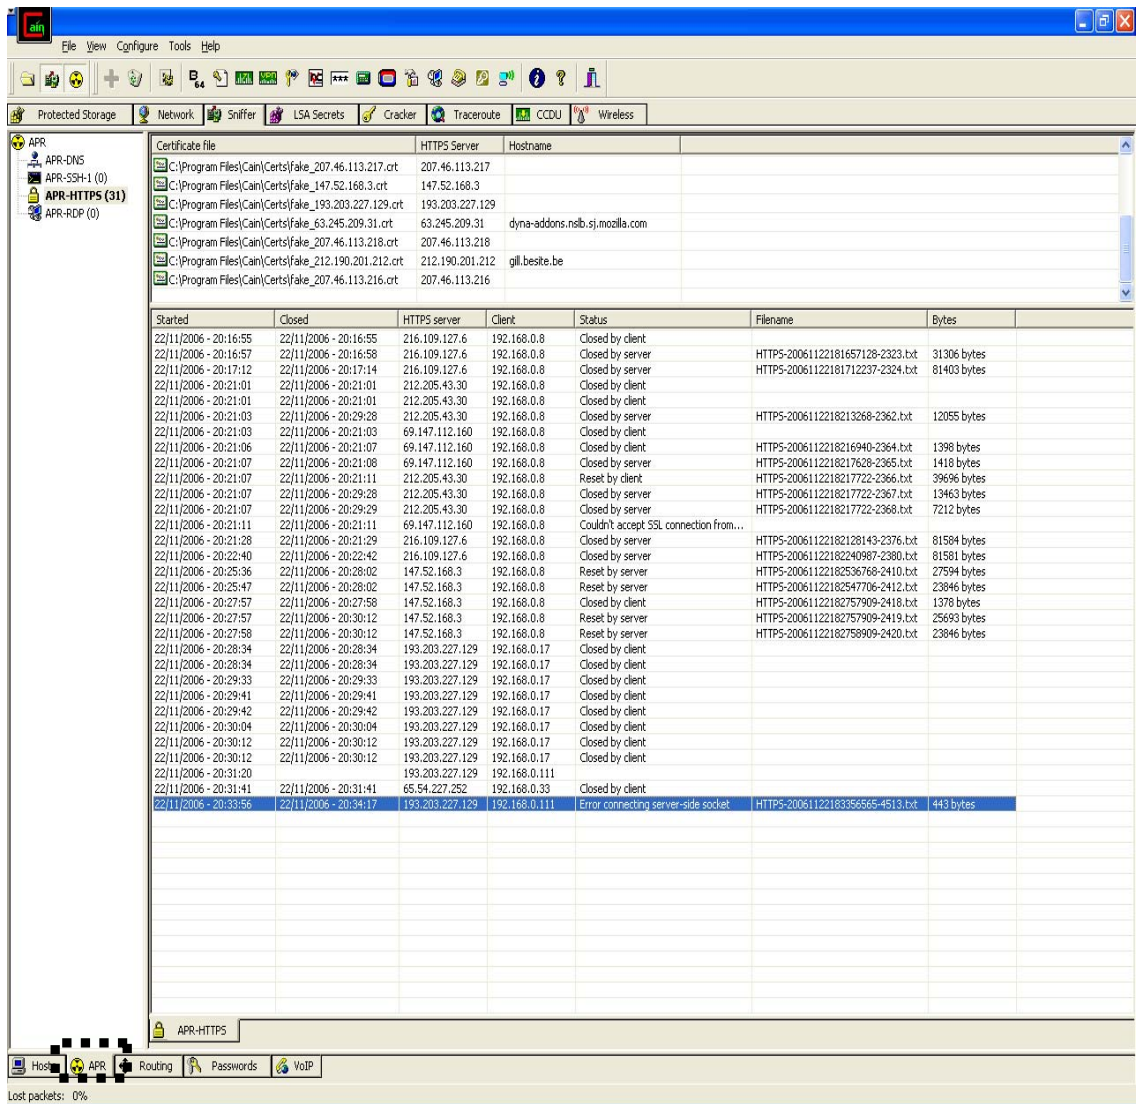 Cain
File View Configure Tools Help
B 64
Protected Storage Network Sniffer LSA Secrets Cracker Traceroute CCDU Wireless
APR
APR-DNS
APR-SSH-1 (0)
APR-HTTPS (31)
APR-RDP (0)
Certificate file HTTPS Server Hostname
C:\Program Files\Cain\Certs\fake_207.46.113.217.crt 207.46.113.217
C:\Program Files\Cain\Certs\fake_147.52.168.3.crt 147.52.168.3
C:\Program Files\Cain\Certs\fake_193.203.227.129.crt 193.203.227.129
C:\Program Files\Cain\Certs\fake_63.245.209.31.crt 63.245.209.31 dyna-addons.nslb.sj.mozilla.com
C:\Program Files\Cain\Certs\fake_207.46.113.218.crt 207.46.113.218
C:\Program Files\Cain\Certs\fake_212.190.201.212.crt 212.190.201.212 gill.besite.be
C:\Program Files\Cain\Certs\fake_207.46.113.216.crt 207.46.113.216
Started Closed HTTPS server Client Status Filename Bytes
22/11/2006 - 20:16:55 22/11/2006 - 20:16:55 216.109.127.6 192.168.0.8 Closed by client
22/11/2006 - 20:16:57 22/11/2006 - 20:16:58 216.109.127.6 192.168.0.8 Closed by server HTTPS-20061122181657128-2323.txt 31306 bytes
22/11/2006 - 20:17:12 22/11/2006 - 20:17:14 216.109.127.6 192.168.0.8 Closed by server HTTPS-20061122181712237-2324.txt 81403 bytes
22/11/2006 - 20:21:01 22/11/2006 - 20:21:01 212.205.43.30 192.168.0.8 Closed by client
22/11/2006 - 20:21:01 22/11/2006 - 20:21:01 212.205.43.30 192.168.0.8 Closed by client
22/11/2006 - 20:21:03 22/11/2006 - 20:29:28 212.205.43.30 192.168.0.8 Closed by server HTTPS-2006112218213268-2362.txt 12055 bytes
22/11/2006 - 20:21:03 22/11/2006 - 20:21:03 69.147.112.160 192.168.0.8 Closed by client
22/11/2006 - 20:21:06 22/11/2006 - 20:21:07 69.147.112.160 192.168.0.8 Closed by server HTTPS-2006112218216940-2364.txt 1398 bytes
22/11/2006 - 20:21:07 22/11/2006 - 20:21:08 69.147.112.160 192.168.0.8 Closed by server HTTPS-2006112218217628-2365.txt 1418 bytes
22/11/2006 - 20:21:07 22/11/2006 - 20:21:11 212.205.43.30 192.168.0.8 Reset by client HTTPS-2006112218217722-2366.txt 39696 bytes
22/11/2006 - 20:21:07 22/11/2006 - 20:29:28 212.205.43.30 192.168.0.8 Closed by server HTTPS-2006112218217722-2367.txt 13463 bytes
22/11/2006 - 20:21:07 22/11/2006 - 20:29:29 212.205.43.30 192.168.0.8 Closed by server HTTPS-2006112218217722-2368.txt 7212 bytes
22/11/2006 - 20:21:11 22/11/2006 - 20:21:11 69.147.112.160 192.168.0.8 Couldn't accept SSL connection from...
22/11/2006 - 20:21:28 22/11/2006 - 20:21:29 216.109.127.6 192.168.0.8 Closed by server HTTPS-20061122182128143-2376.txt 81584 bytes
22/11/2006 - 20:22:40 22/11/2006 - 20:22:42 216.109.127.6 192.168.0.8 Closed by server HTTPS-20061122182240987-2380.txt 81581 bytes
22/11/2006 - 20:25:36 22/11/2006 - 20:28:02 147.52.168.3 192.168.0.8 Reset by server HTTPS-20061122182536768-2410.txt 27594 bytes
22/11/2006 - 20:25:47 22/11/2006 - 20:28:02 147.52.168.3 192.168.0.8 Reset by server HTTPS-20061122182547706-2412.txt 23846 bytes
22/11/2006 - 20:27:57 22/11/2006 - 20:27:58 147.52.168.3 192.168.0.8 Closed by client HTTPS-20061122182757909-2418.txt 1378 bytes
22/11/2006 - 20:27:57 22/11/2006 - 20:30:12 147.52.168.3 192.168.0.8 Reset by server HTTPS-20061122182757909-2419.txt 25693 bytes
22/11/2006 - 20:27:58 22/11/2006 - 20:30:12 147.52.168.3 192.168.0.8 Reset by server HTTPS-20061122182758909-2420.txt 23846 bytes
22/11/2006 - 20:28:34 22/11/2006 - 20:28:34 193.203.227.129 192.168.0.17 Closed by client
22/11/2006 - 20:28:34 22/11/2006 - 20:28:34 193.203.227.129 192.168.0.17 Closed by client
22/11/2006 - 20:29:33 22/11/2006 - 20:29:33 193.203.227.129 192.168.0.17 Closed by client
22/11/2006 - 20:29:41 22/11/2006 - 20:29:41 193.203.227.129 192.168.0.17 Closed by client
22/11/2006 - 20:29:42 22/11/2006 - 20:29:42 193.203.227.129 192.168.0.17 Closed by client
22/11/2006 - 20:30:04 22/11/2006 - 20:30:04 193.203.227.129 192.168.0.17 Closed by client
22/11/2006 - 20:30:12 22/11/2006 - 20:30:12 193.203.227.129 192.168.0.17 Closed by client
22/11/2006 - 20:30:12 22/11/2006 - 20:30:12 193.203.227.129 192.168.0.17 Closed by client
22/11/2006 - 20:31:20 193.203.227.129 192.168.0.111
22/11/2006 - 20:31:41 22/11/2006 - 20:31:41 65.54.227.252 192.168.0.33 Closed by client
22/11/2006 - 20:33:56 22/11/2006 - 20:34:17 193.203.227.129 192.168.0.111 Error connecting server-side socket HTTPS-20061122183356565-4513.txt 443 bytes
APR-HTTPS
APR Routing Passwords VoIP
Lost packets: 0%